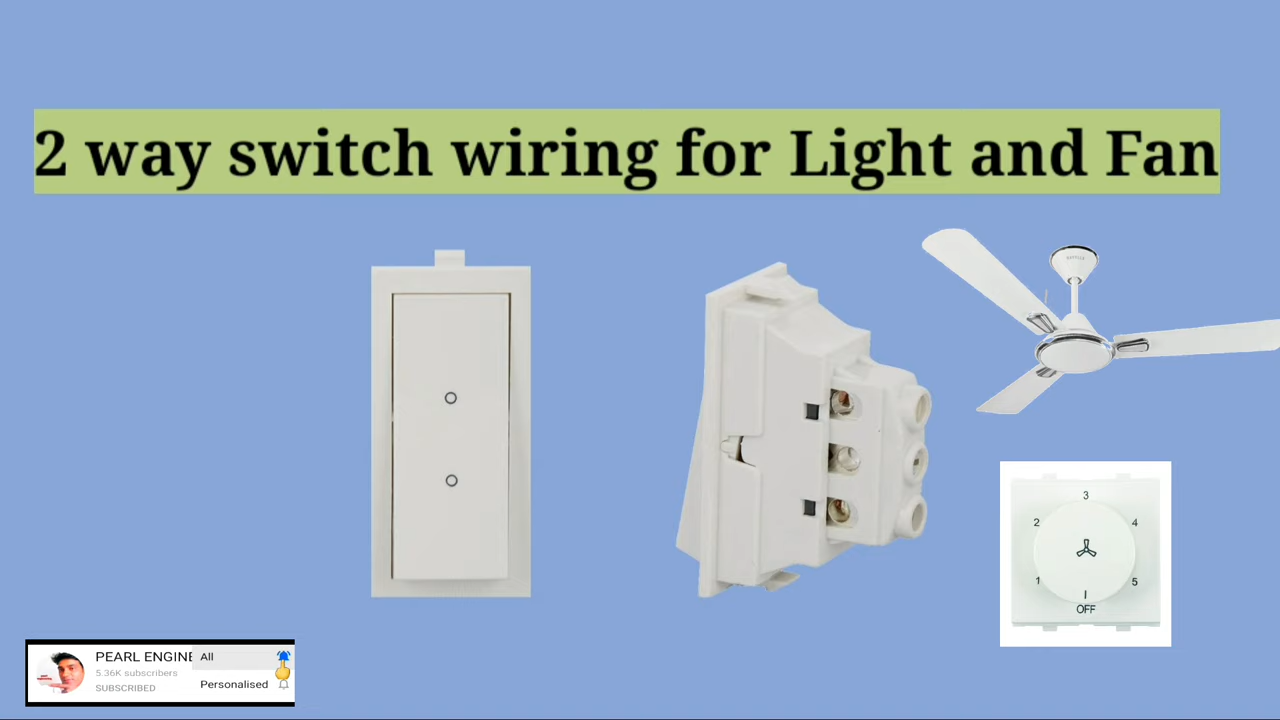 2 way switch wiring for Light and Fan
HAVELLS
3
2
4
1
5
OFF
PEARL ENGINE
5.36K subscribers
SUBSCRIBED
All
Personalised